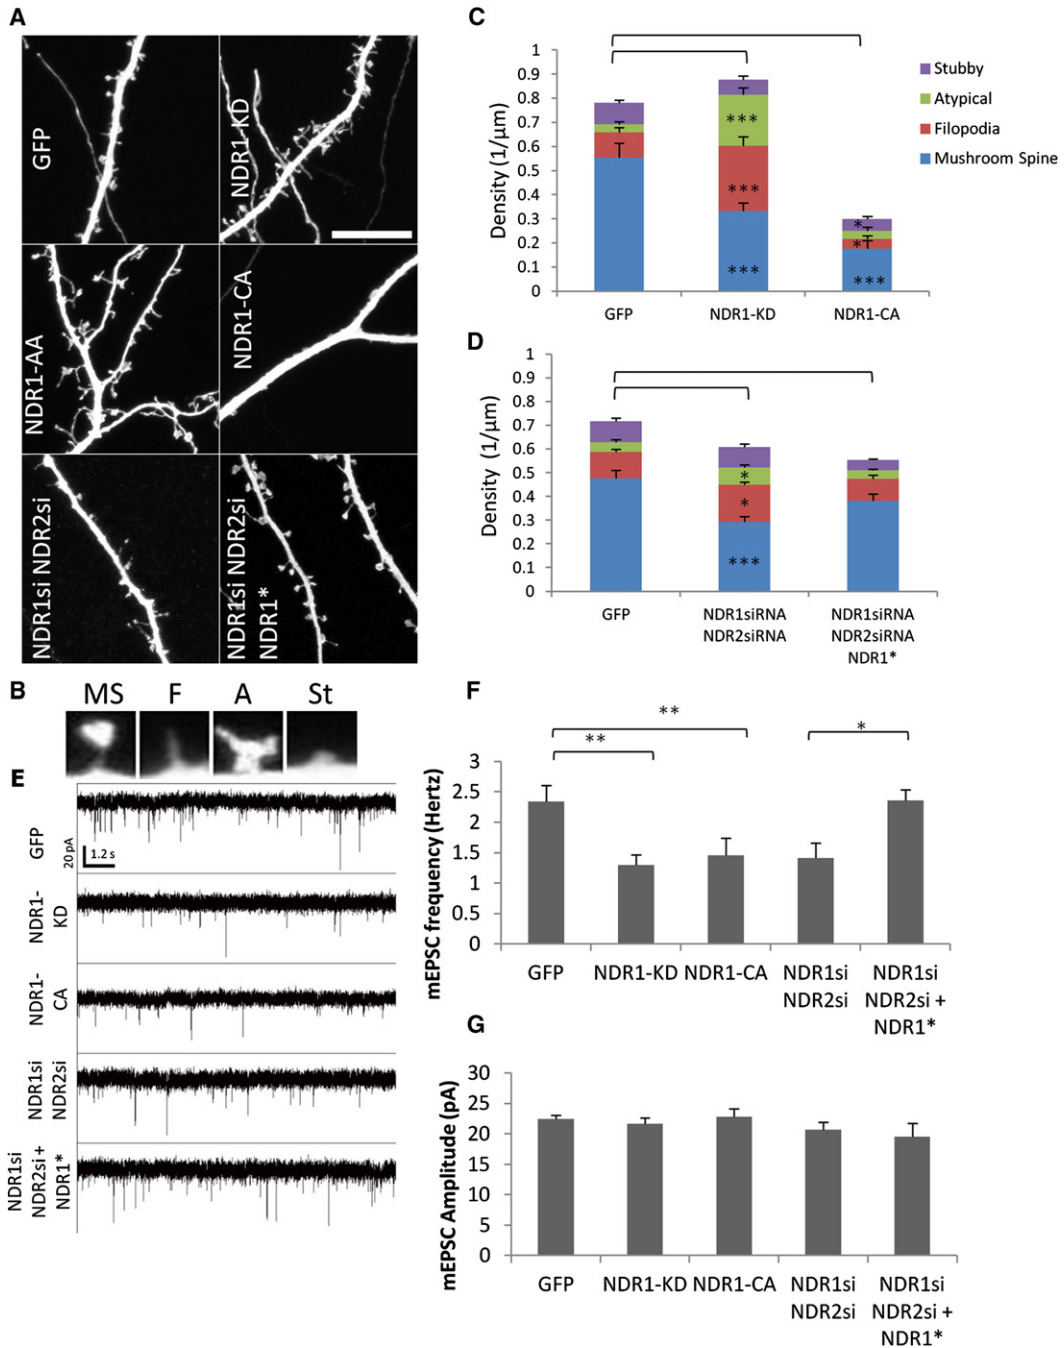 A
GFP
NDR1-KD
NDR1-AA
NDR1-CA
NDR1si NDR2si
NDR1si NDR2si
NDR1*
B
MS F A St
C
1
0.9
0.8
0.7
0.6
0.5
0.4
0.3
0.2
0.1
0
Density (1/μm)
***
***
***
*
*
***
GFP NDR1-KD NDR1-CA
Stubby
Atypical
Filopodia
Mushroom Spine
D
1
0.9
0.8
0.7
0.6
0.5
0.4
0.3
0.2
0.1
0
Density (1/μm)
*
*
***
GFP
NDR1siRNA
NDR2siRNA
NDR1siRNA
NDR2siRNA
NDR1*
E
GFP
20 pA
1.2 s
NDR1-
KD
NDR1-
CA
NDR1si
NDR2si
NDR1si
NDR2si +
NDR1*
F
**
**
*
3
2.5
2
1.5
1
0.5
0
mEPSC frequency (Hertz)
GFP
NDR1-KD
NDR1-CA
NDR1si
NDR2si
NDR1si
NDR2si +
NDR1*
G
30
25
20
15
10
5
0
mEPSC Amplitude (pA)
GFP
NDR1-KD
NDR1-CA
NDR1si
NDR2si
NDR1si
NDR2si +
NDR1*